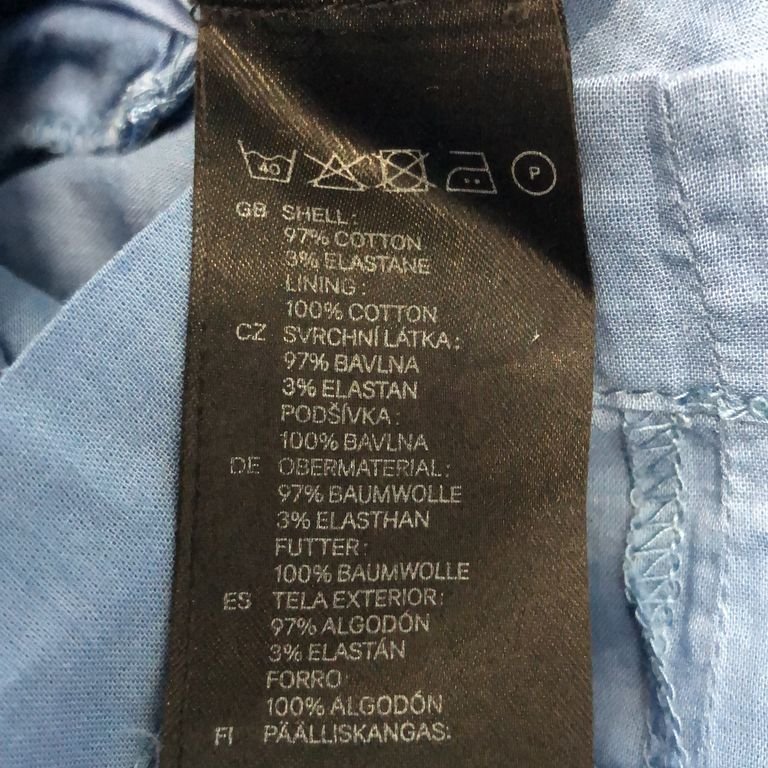 40 P
GB SHELL:
97% COTTON
3% ELASTANE
LINING:
100% COTTON
CZ SVRCHNÍ LÁTKA:
97% BAVLNA
3% ELASTAN
PODŠÍVKA:
100% BAVLNA
DE OBERMATERIAL:
97% BAUMWOLLE
3% ELASTHAN
FUTTER:
100% BAUMWOLLE
ES TELA EXTERIOR:
97% ALGODÓN
3% ELASTÁN
FORRO:
100% ALGODÓN
FI PÄÄLLISKANGAS: